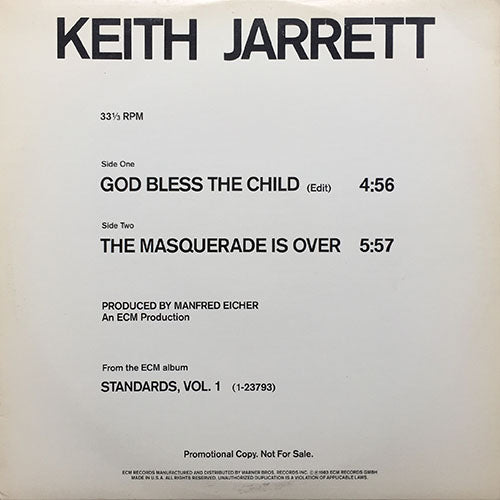 KEITH JARRETT
33⅓ RPM
Side One
GOD BLESS THE CHILD (Edit) 4:56
Side Two
THE MASQUERADE IS OVER 5:57
PRODUCED BY MANFRED EICHER
An ECM Production
From the ECM album
STANDARDS, VOL. 1 (1-23793)
Promotional Copy. Not For Sale.
ECM RECORDS MANUFACTURED AND DISTRIBUTED BY WARNER BROS. RECORDS INC. ⓒ ⓟ 1983 ECM RECORDS GMBH
MADE IN U.S.A. ALL RIGHTS RESERVED. UNAUTHORIZED DUPLICATION IS A VIOLATION OF APPLICABLE LAWS.